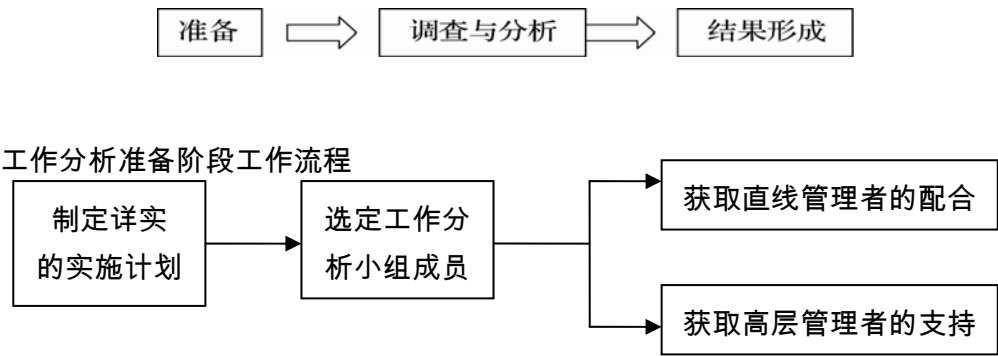 准备
调查与分析
结果形成
工作分析准备阶段工作流程
制定详实
的实施计划
选定工作分
析小组成员
获取直线管理者的配合
获取高层管理者的支持